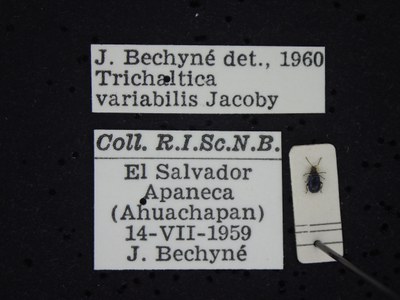 J. Bechyné det., 1960
Trichaltica
variabilis Jacoby
Coll. R.I.Sc.N.B.
El Salvador
Apaneca
(Ahuachapan)
14-VII-1959
J. Bechyné